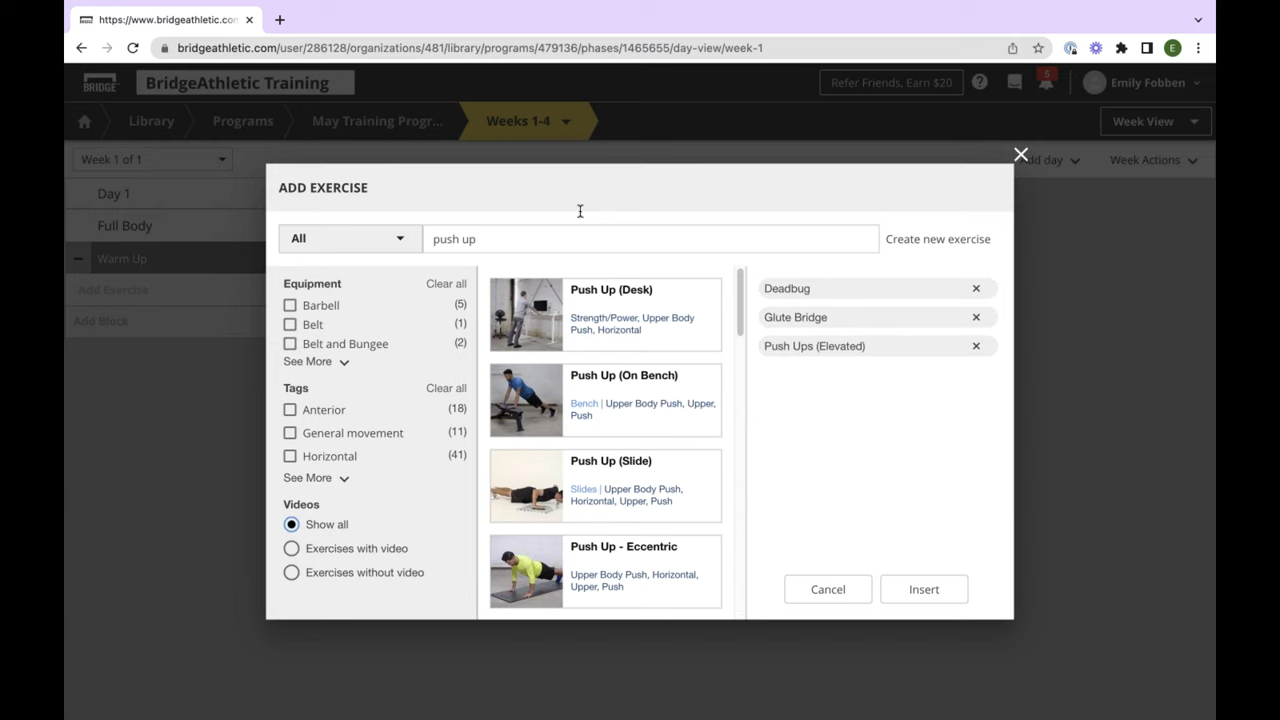 https://www.bridgeathletic.com
bridgeathletic.com/user/286128/organizations/481/library/programs/479136/phases/1465655/day-view/week-1
E
BRIDGE
BridgeAthletic Training
Refer Friends, Earn $20
5
Emily Fobben
Library
Programs
May Training Progr...
Weeks 1-4
Week View
Week 1 of 1
Add day
Week Actions
Day 1
Full Body
Warm Up
Add Exercise
Add Block
ADD EXERCISE
All
push up
Create new exercise
Equipment
Clear all
Barbell
(5)
Belt
(1)
Belt and Bungee
(2)
See More
Tags
Clear all
Anterior
(18)
General movement
(11)
Horizontal
(41)
See More
Videos
Show all
Exercises with video
Exercises without video
Push Up (Desk)
Strength/Power, Upper Body
Push, Horizontal
Push Up (On Bench)
Bench | Upper Body Push, Upper,
Push
Push Up (Slide)
Slides | Upper Body Push,
Horizontal, Upper, Push
Push Up - Eccentric
Upper Body Push, Horizontal,
Upper, Push
Deadbug
Glute Bridge
Push Ups (Elevated)
Cancel
Insert